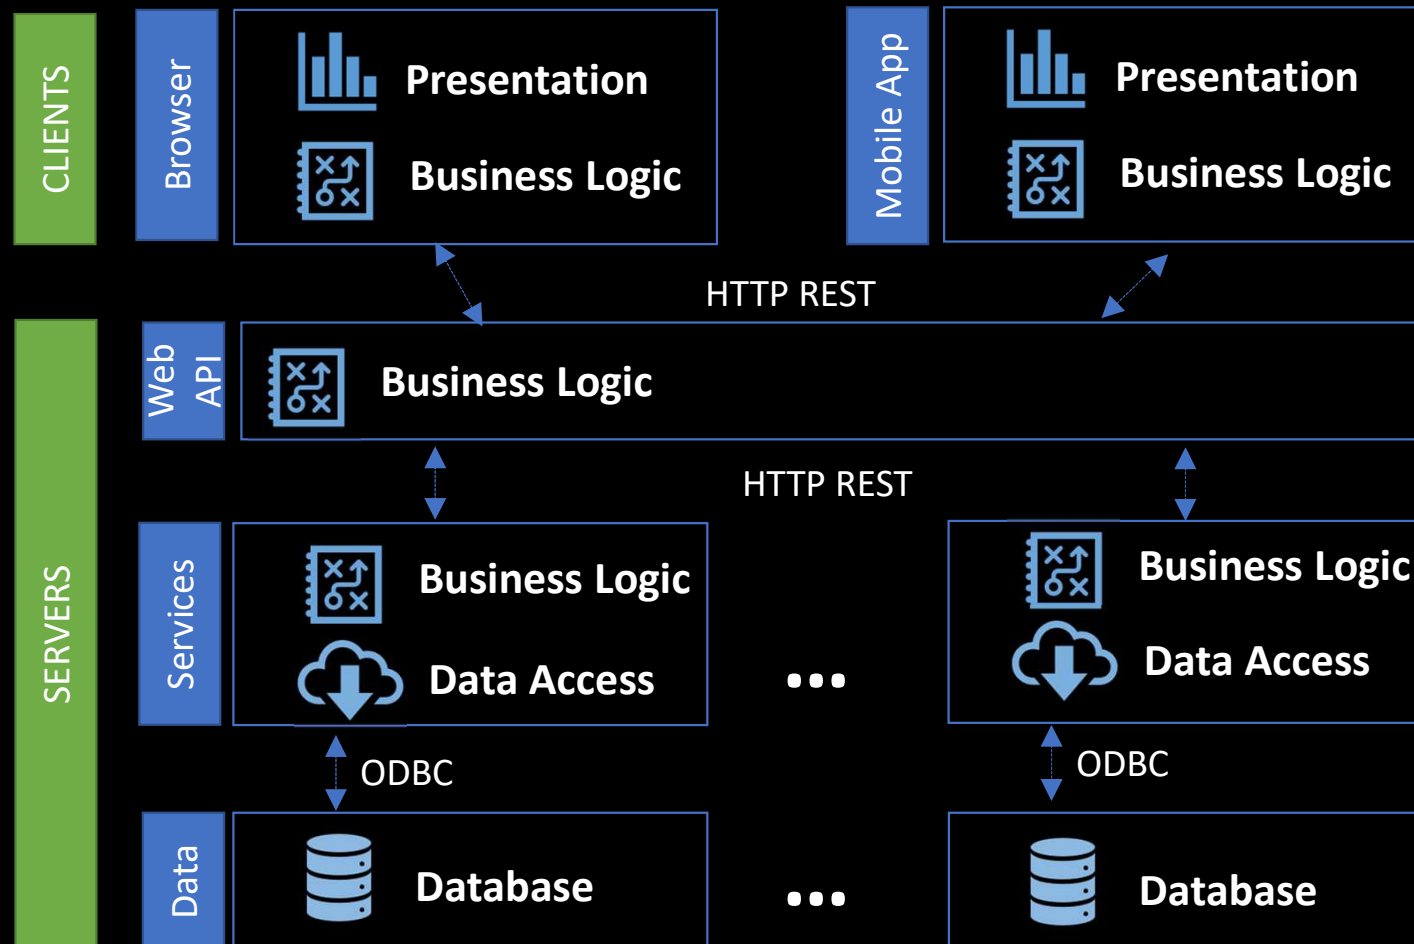 CLIENTS
Browser
Presentation
Business Logic
Mobile App
Presentation
Business Logic
HTTP REST
SERVERS
Web
API
Business Logic
HTTP REST
Services
Business Logic
Data Access
...
Business Logic
Data Access
ODBC
ODBC
Data
Database
...
Database